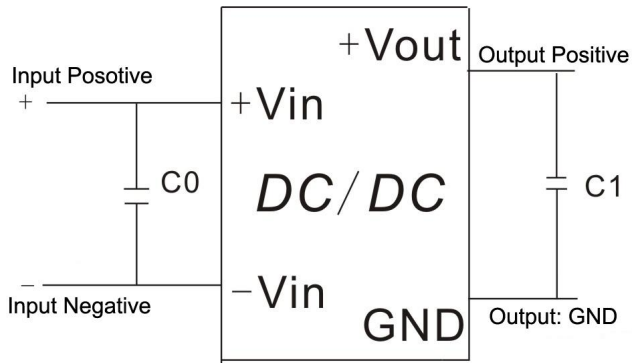 +Vout
Output Positive
Input Posotive
+
+Vin
C0
DC/DC
C1
−
−Vin
Input Negative
GND
Output: GND